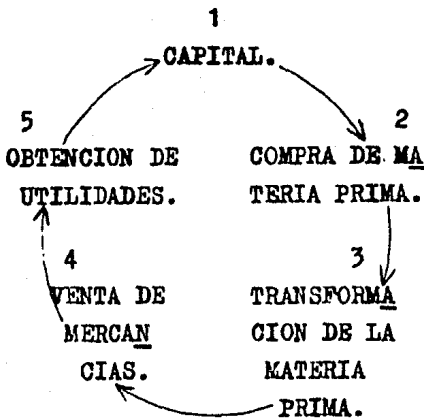 1
CAPITAL.
2
COMPRA DE MA
TERIA PRIMA.
3
TRANSFORMA
CION DE LA
MATERIA
PRIMA.
4
VENTA DE
MERCAN
CIAS.
5
OBTENCION DE
UTILIDADES.